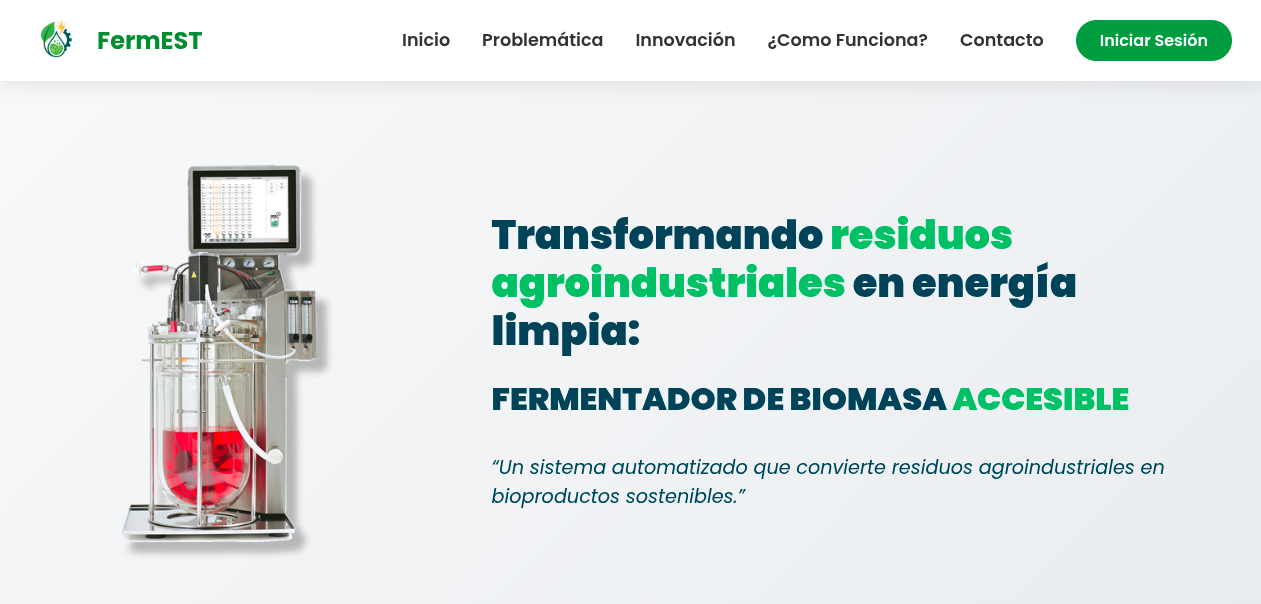 FermEST
Inicio Problemática Innovación ¿Como Funciona? Contacto Iniciar Sesión
Transformando residuos
agroindustriales en energía
limpia:
FERMENTADOR DE BIOMASA ACCESIBLE
“Un sistema automatizado que convierte residuos agroindustriales en
bioproductos sostenibles.”